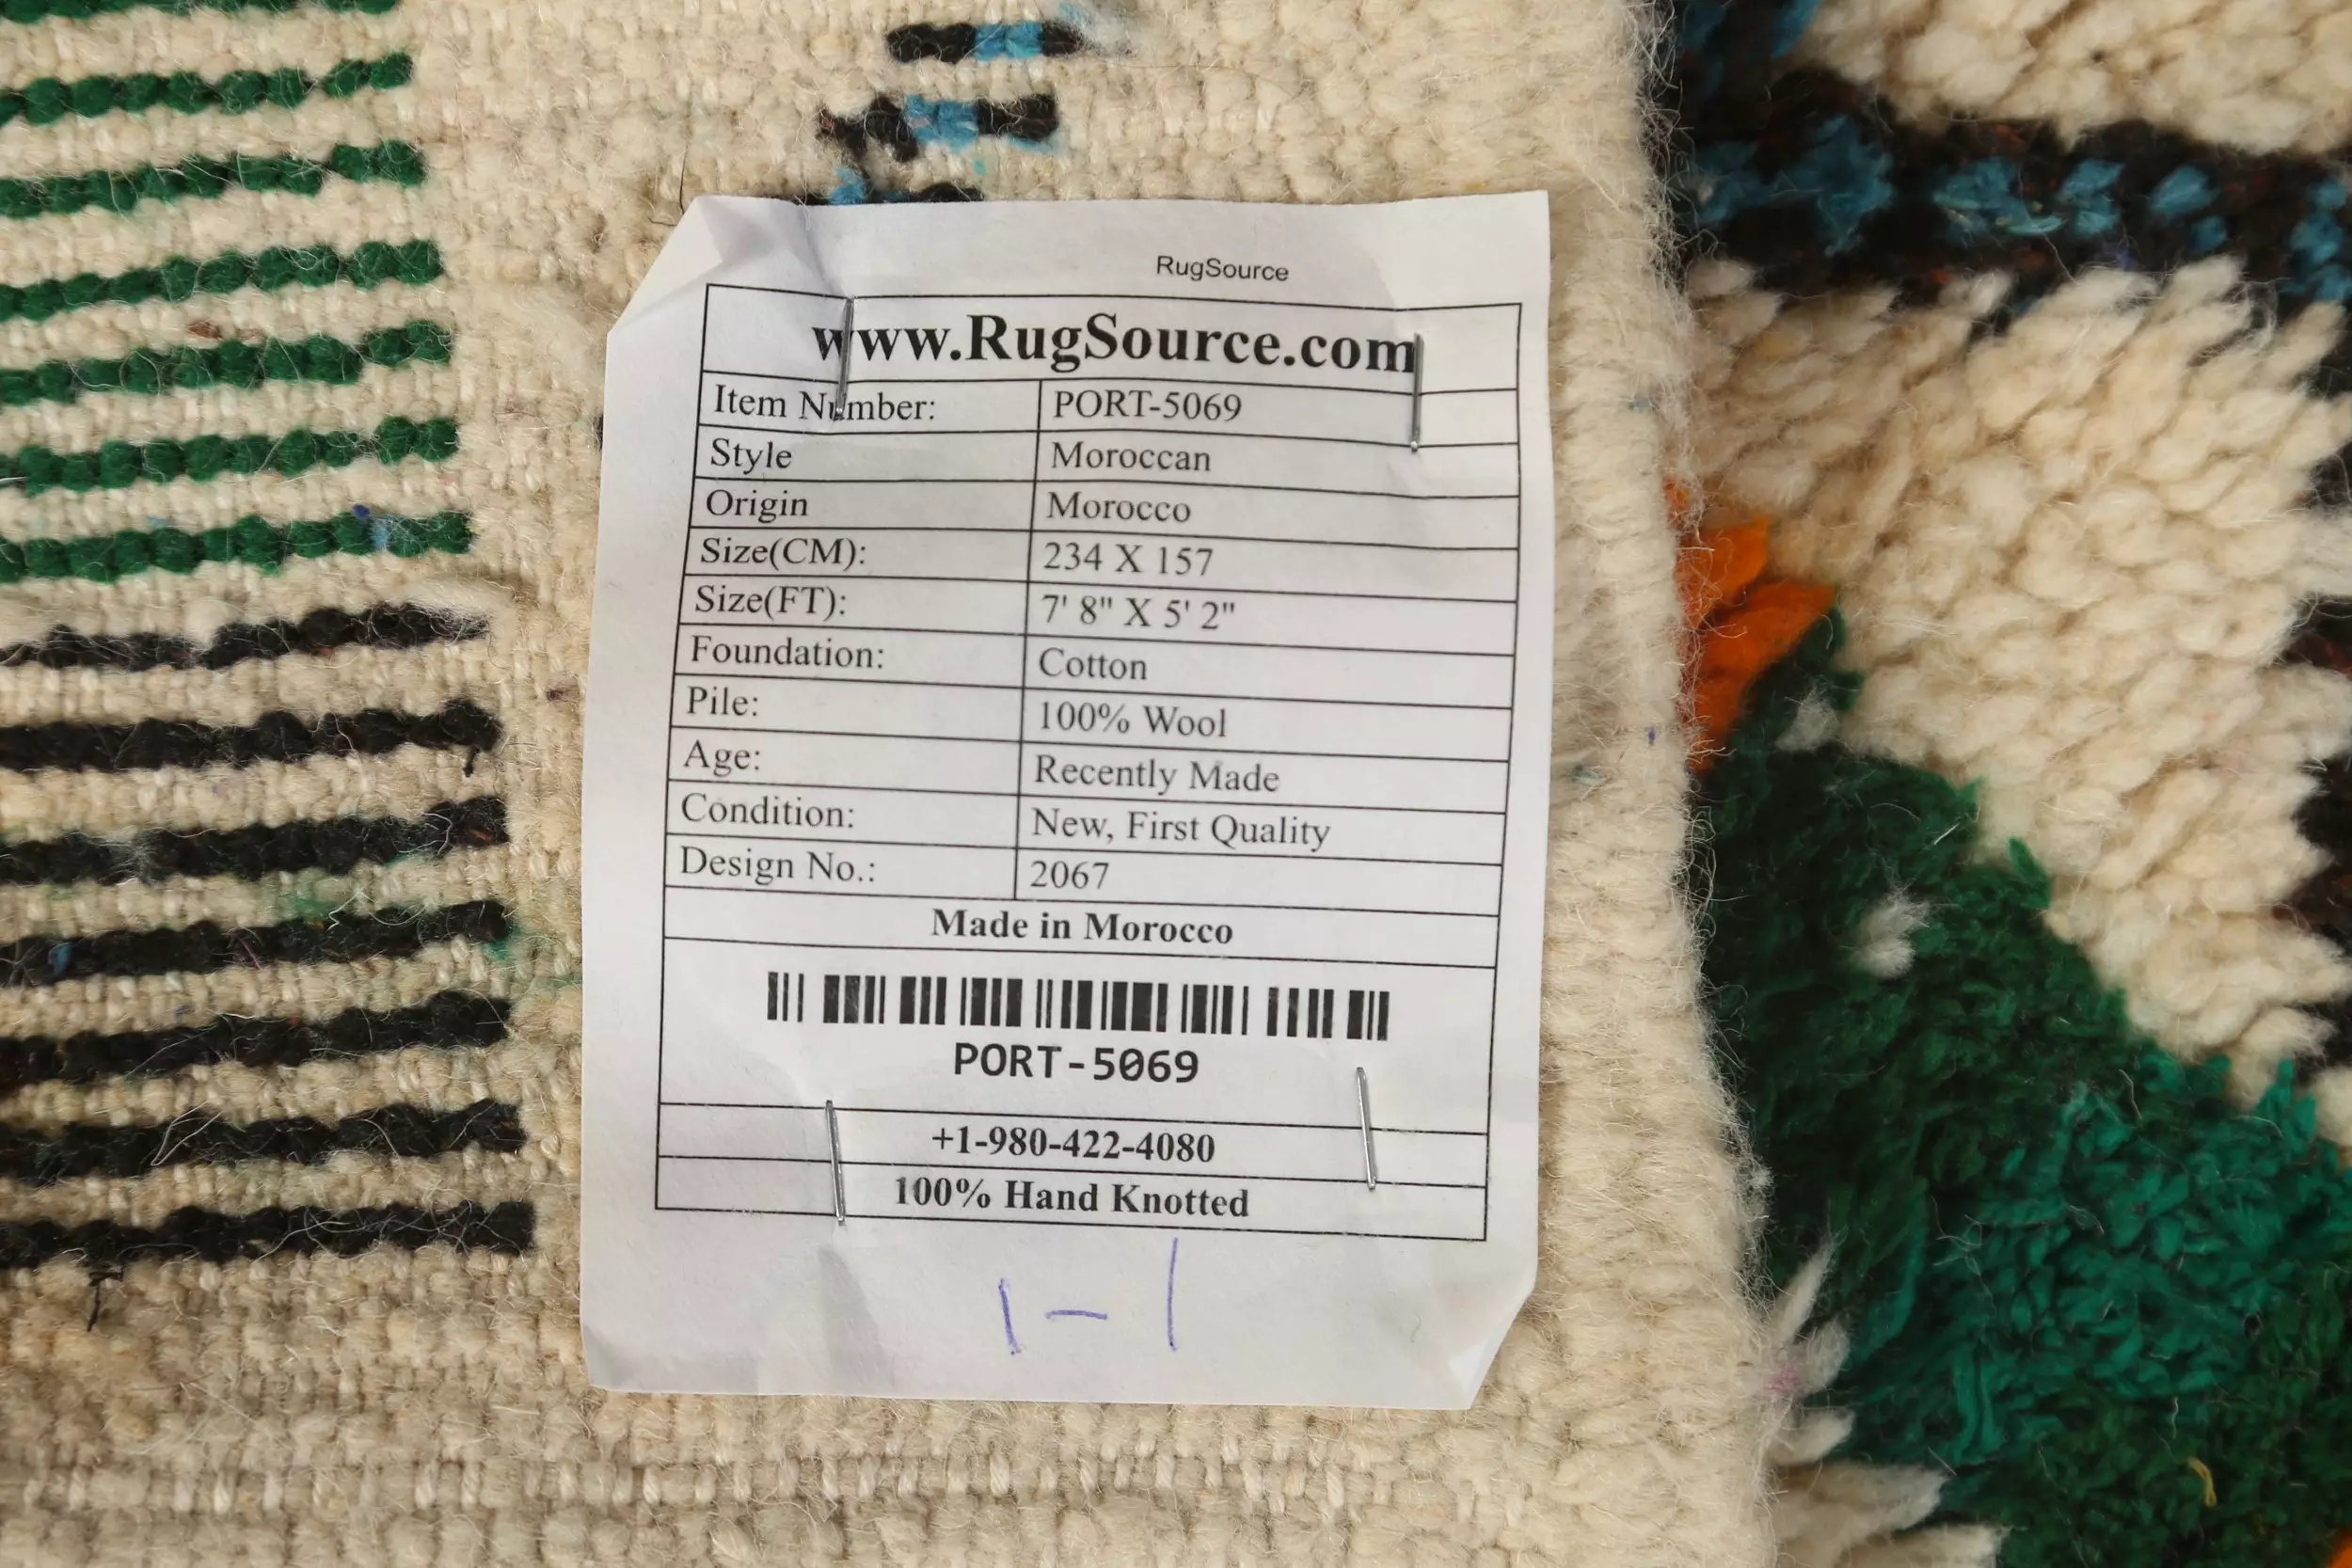 RugSource
www.RugSource.com
Item Number: PORT-5069
Style Moroccan
Origin Morocco
Size(CM): 234 X 157
Size(FT): 7' 8" X 5' 2"
Foundation: Cotton
Pile: 100% Wool
Age: Recently Made
Condition: New, First Quality
Design No.: 2067
Made in Morocco
PORT-5069
+1-980-422-4080
100% Hand Knotted
1-1